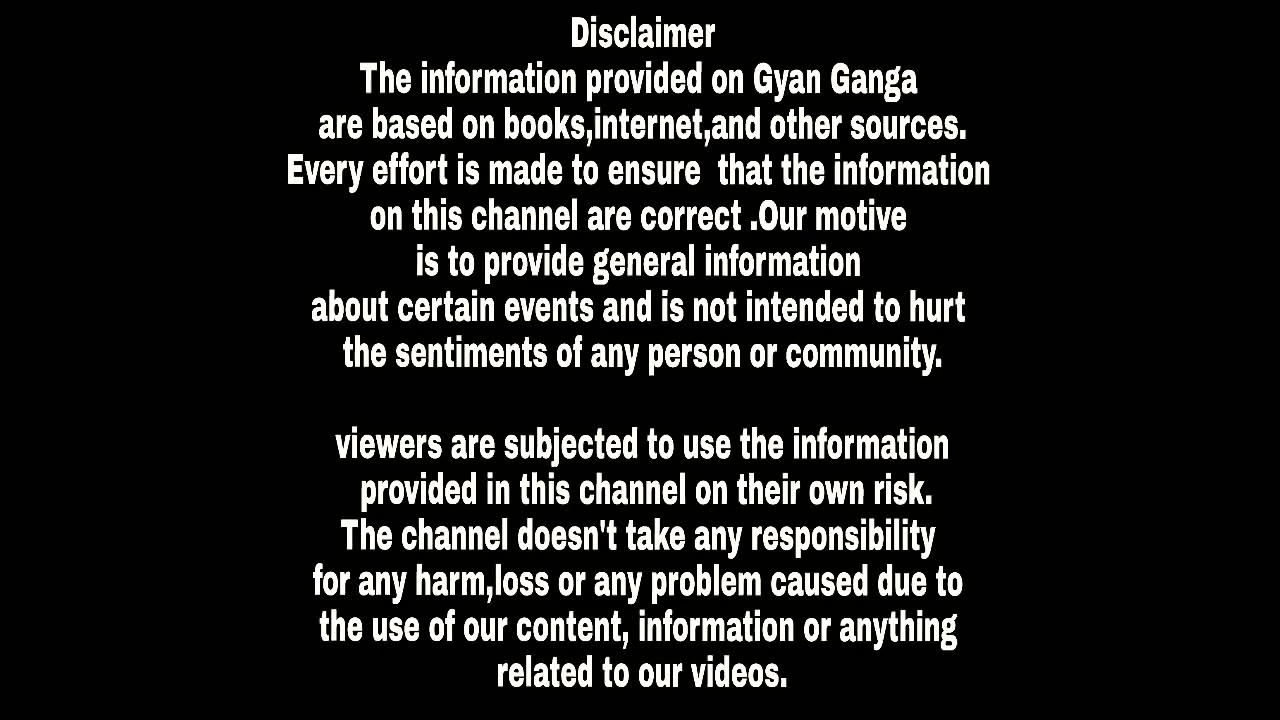 Disclaimer
The information provided on Gyan Ganga
are based on books,internet,and other sources.
Every effort is made to ensure  that the information
on this channel are correct .Our motive
is to provide general information
about certain events and is not intended to hurt
the sentiments of any person or community.
viewers are subjected to use the information
provided in this channel on their own risk.
The channel doesn't take any responsibility
for any harm,loss or any problem caused due to
the use of our content, information or anything
related to our videos.